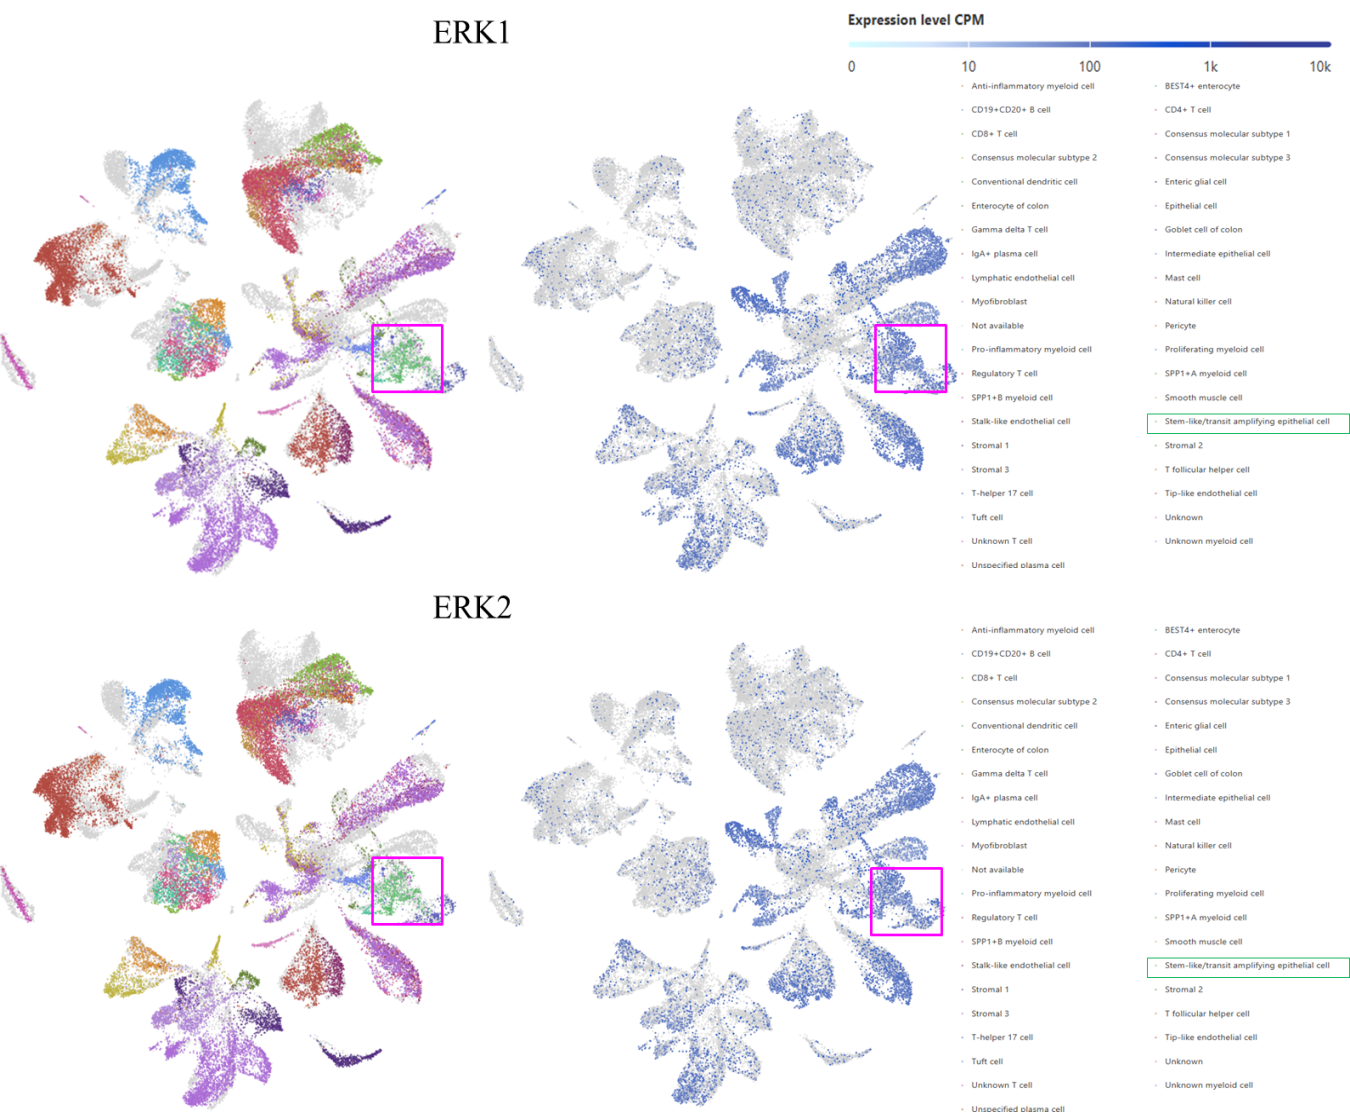 ERK1
Expression level CPM
0 10 100 1k 10k
Anti-inflammatory myeloid cell BEST4+ enterocyte
CD19+CD20+ B cell CD4+ T cell
CD8+ T cell Consensus molecular subtype 1
Consensus molecular subtype 2 Consensus molecular subtype 3
Conventional dendritic cell Enteric glial cell
Enterocyte of colon Epithelial cell
Gamma delta T cell Goblet cell of colon
IgA+ plasma cell Intermediate epithelial cell
Lymphatic endothelial cell Mast cell
Myofibroblast Natural killer cell
Not available Pericyte
Pro-inflammatory myeloid cell Proliferating myeloid cell
Regulatory T cell SPP1+A myeloid cell
SPP1+B myeloid cell Smooth muscle cell
Stalk-like endothelial cell Stem-like/transit amplifying epithelial cell
Stromal 1 Stromal 2
Stromal 3 T follicular helper cell
T-helper 17 cell Tip-like endothelial cell
Tuft cell Unknown
Unknown T cell Unknown myeloid cell
Unspecified plasma cell
ERK2
Anti-inflammatory myeloid cell BEST4+ enterocyte
CD19+CD20+ B cell CD4+ T cell
CD8+ T cell Consensus molecular subtype 1
Consensus molecular subtype 2 Consensus molecular subtype 3
Conventional dendritic cell Enteric glial cell
Enterocyte of colon Epithelial cell
Gamma delta T cell Goblet cell of colon
IgA+ plasma cell Intermediate epithelial cell
Lymphatic endothelial cell Mast cell
Myofibroblast Natural killer cell
Not available Pericyte
Pro-inflammatory myeloid cell Proliferating myeloid cell
Regulatory T cell SPP1+A myeloid cell
SPP1+B myeloid cell Smooth muscle cell
Stalk-like endothelial cell Stem-like/transit amplifying epithelial cell
Stromal 1 Stromal 2
Stromal 3 T follicular helper cell
T-helper 17 cell Tip-like endothelial cell
Tuft cell Unknown
Unknown T cell Unknown myeloid cell
Unspecified plasma cell